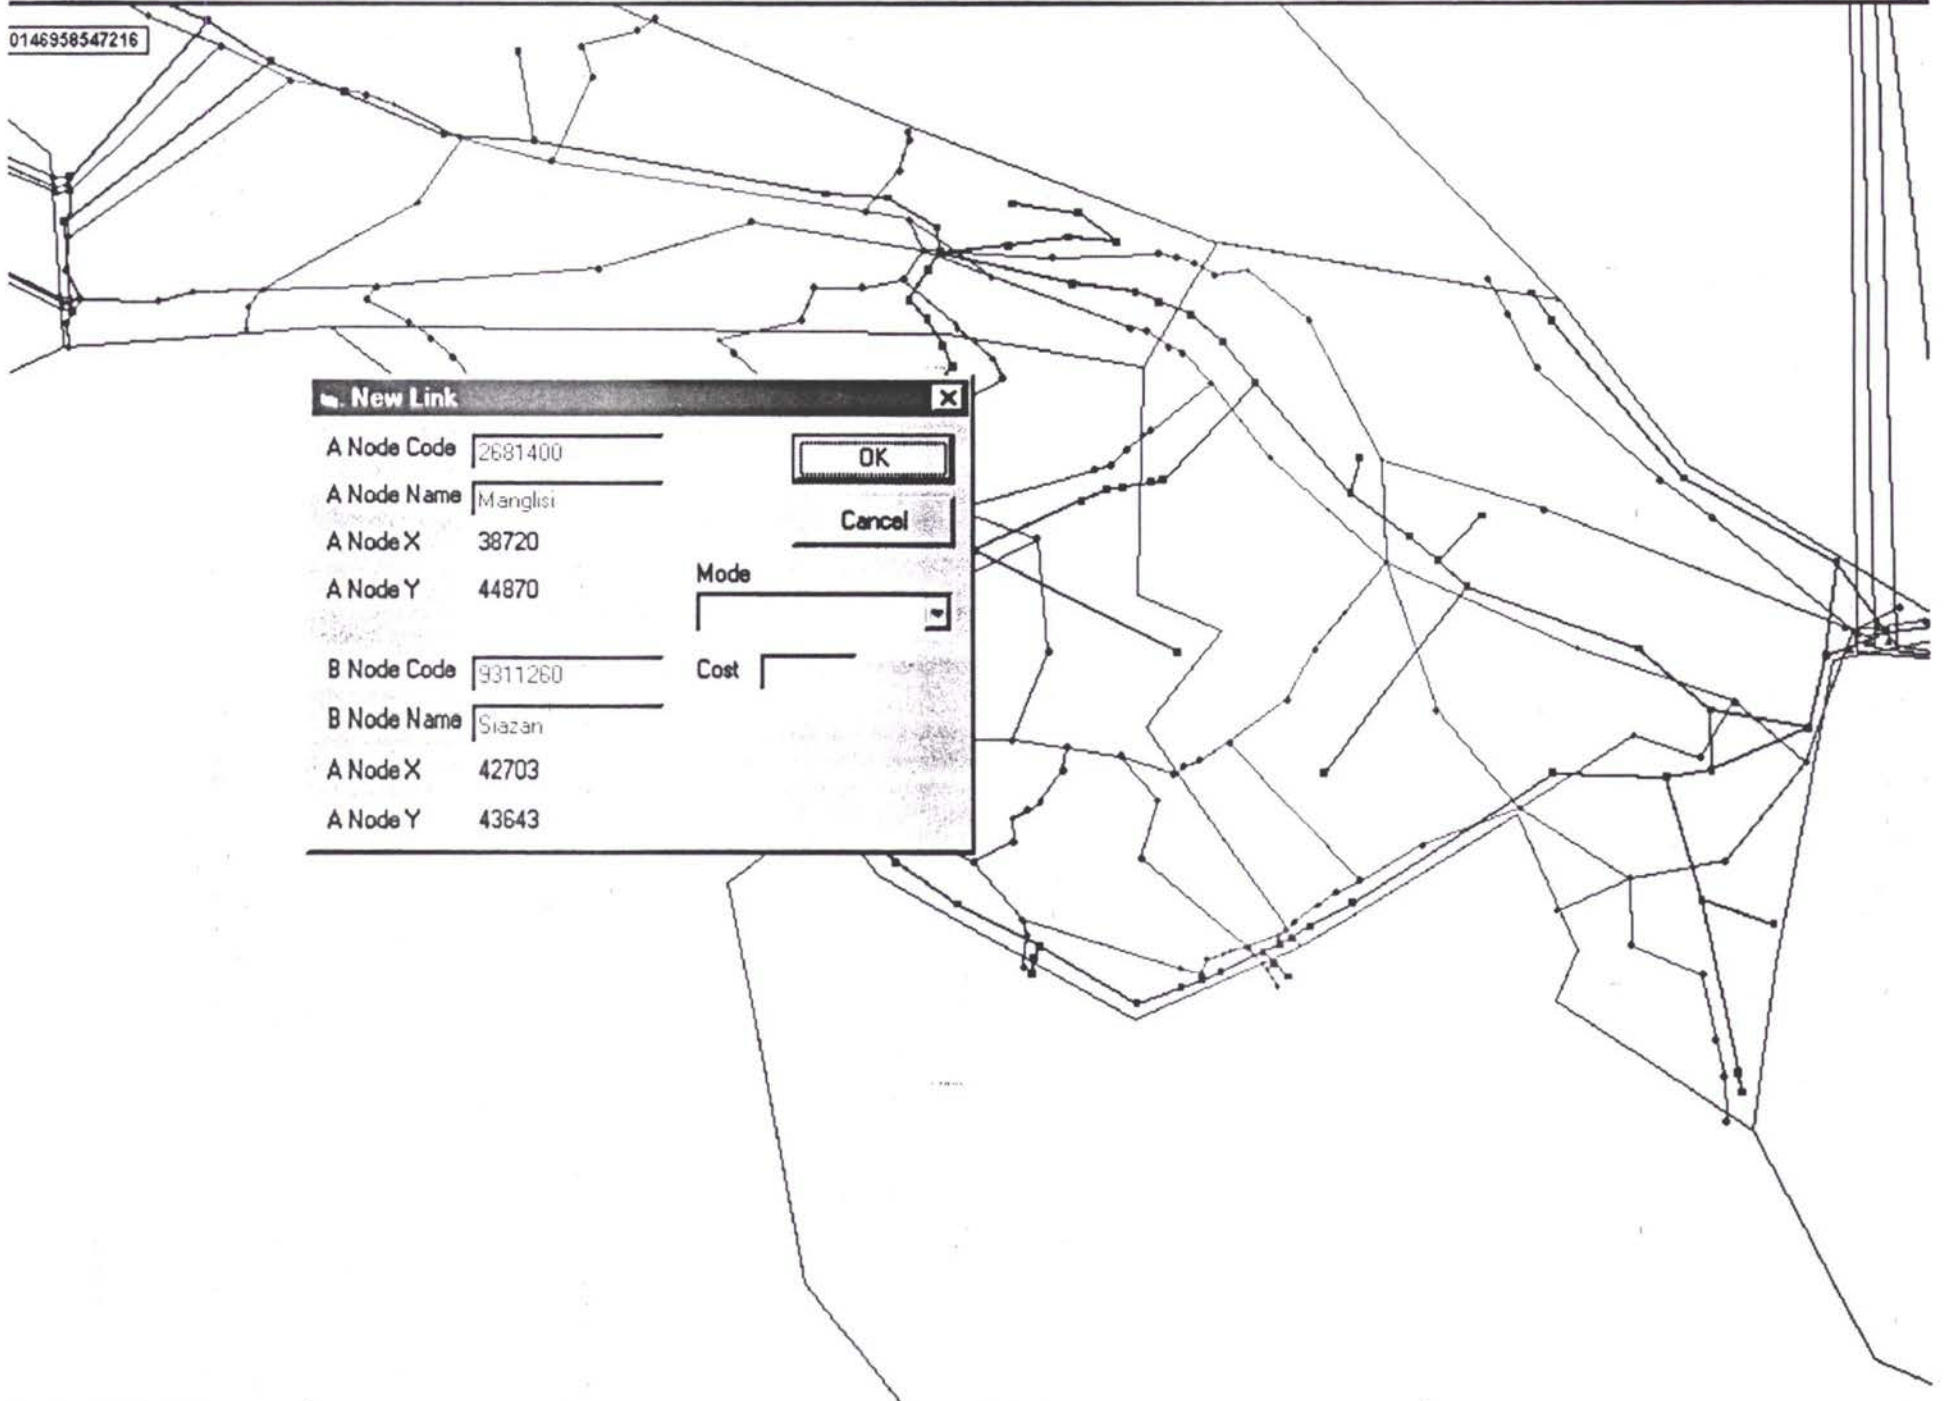 0146958547216
New Link
A Node Code 2681400
OK
A Node Name Manglisi
Cancel
A Node X 38720
Mode
A Node Y 44870
B Node Code 9311260
Cost
B Node Name Siazan
A Node X 42703
A Node Y 43643